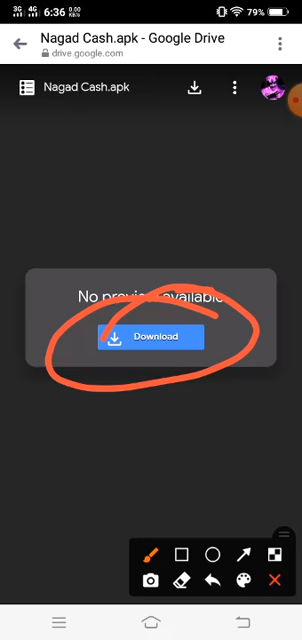 3G 4G 6:36 0.00 KB/s 79%
Nagad Cash.apk - Google Drive
drive.google.com
Nagad Cash.apk
No preview available
Download